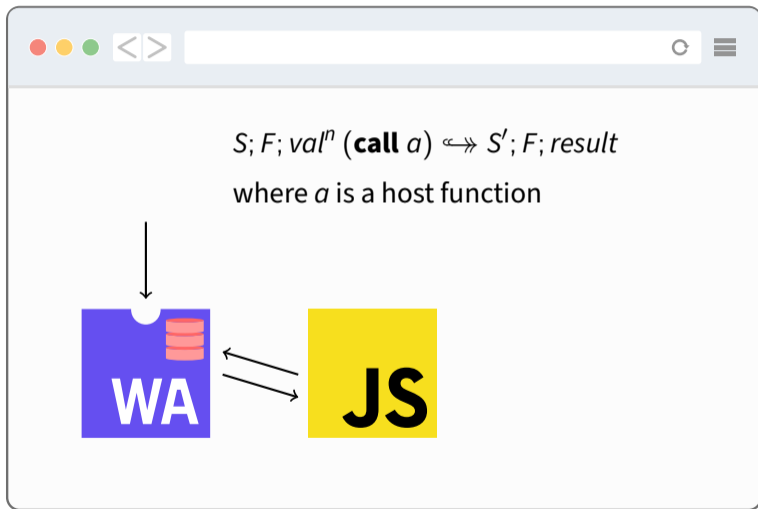 S; F; valⁿ (call a) ↪↠ S′; F; result
where a is a host function
WA
JS